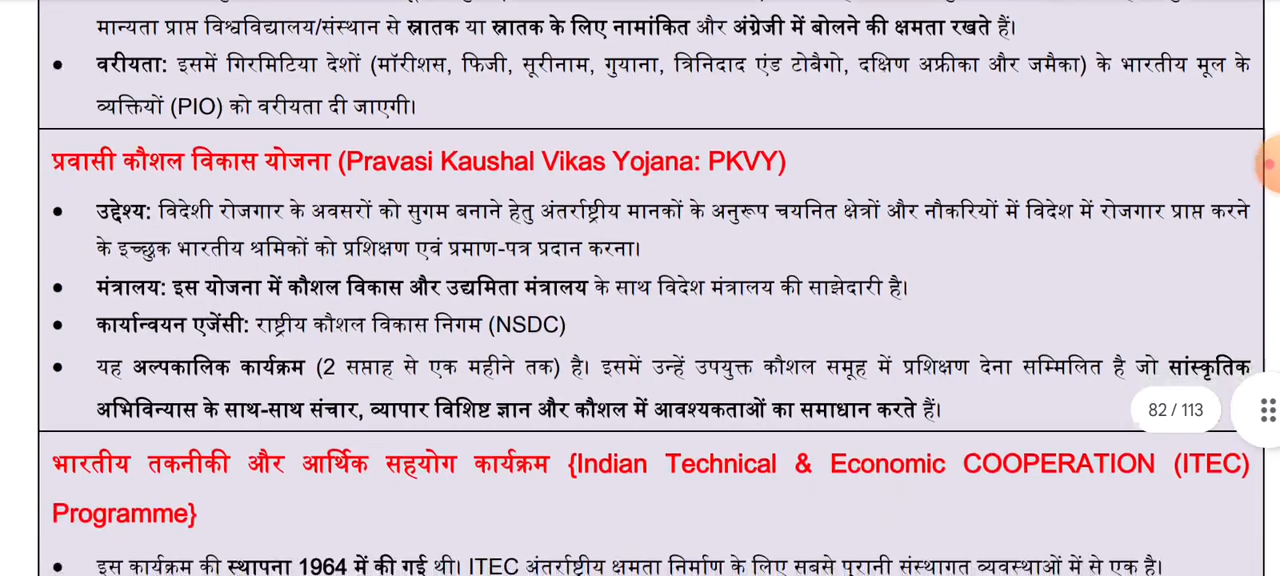 मान्यता प्राप्त विश्वविद्यालय/संस्थान से स्नातक या स्नातक के लिए नामांकित और अंग्रेजी में बोलने की क्षमता रखते हैं।
• वरीयता: इसमें गिरमिटिया देशों (मॉरीशस, फिजी, सूरीनाम, गुयाना, त्रिनिदाद एंड टोबैगो, दक्षिण अफ्रीका और जमैका) के भारतीय मूल के
व्यक्तियों (PIO) को वरीयता दी जाएगी।
प्रवासी कौशल विकास योजना (Pravasi Kaushal Vikas Yojana: PKVY)
• उद्देश्य: विदेशी रोजगार के अवसरों को सुगम बनाने हेतु अंतर्राष्ट्रीय मानकों के अनुरूप चयनित क्षेत्रों और नौकरियों में विदेश में रोजगार प्राप्त करने
के इच्छुक भारतीय श्रमिकों को प्रशिक्षण एवं प्रमाण-पत्र प्रदान करना।
• मंत्रालय: इस योजना में कौशल विकास और उद्यमिता मंत्रालय के साथ विदेश मंत्रालय की साझेदारी है।
• कार्यान्वयन एजेंसी: राष्ट्रीय कौशल विकास निगम (NSDC)
• यह अल्पकालिक कार्यक्रम (2 सप्ताह से एक महीने तक) है। इसमें उन्हें उपयुक्त कौशल समूह में प्रशिक्षण देना सम्मिलित है जो सांस्कृतिक
अभिविन्यास के साथ-साथ संचार, व्यापार विशिष्ट ज्ञान और कौशल में आवश्यकताओं का समाधान करते हैं।
82 / 113
भारतीय तकनीकी और आर्थिक सहयोग कार्यक्रम {Indian Technical & Economic COOPERATION (ITEC)
Programme}
• इस कार्यक्रम की स्थापना 1964 में की गई थी। ITEC अंतर्राष्ट्रीय क्षमता निर्माण के लिए सबसे पुरानी संस्थागत व्यवस्थाओं में से एक है।